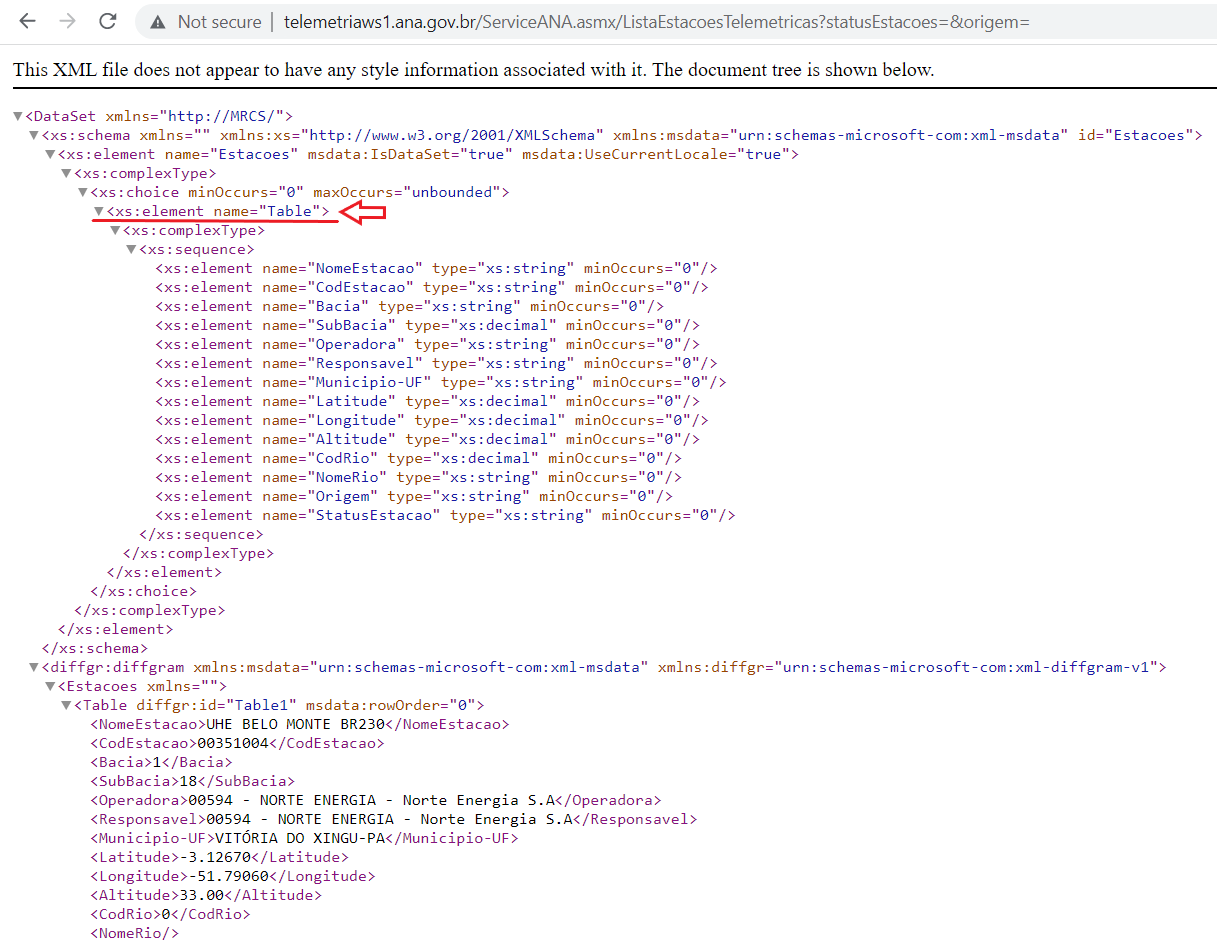 Not secure | telemetriaws1.ana.gov.br/ServiceANA.asmx/ListaEstacoesTelemetricas?statusEstacoes=&origem=
This XML file does not appear to have any style information associated with it. The document tree is shown below.
▼<DataSet xmlns="http://MRCS/">
▼<xs:schema xmlns="" xmlns:xs="http://www.w3.org/2001/XMLSchema" xmlns:msdata="urn:schemas-microsoft-com:xml-msdata" id="Estacoes">
▼<xs:element name="Estacoes" msdata:IsDataSet="true" msdata:UseCurrentLocale="true">
▼<xs:complexType>
▼<xs:choice minOccurs="0" maxOccurs="unbounded">
▼<xs:element name="Table">
▼<xs:complexType>
▼<xs:sequence>
<xs:element name="NomeEstacao" type="xs:string" minOccurs="0"/>
<xs:element name="CodEstacao" type="xs:string" minOccurs="0"/>
<xs:element name="Bacia" type="xs:string" minOccurs="0"/>
<xs:element name="SubBacia" type="xs:decimal" minOccurs="0"/>
<xs:element name="Operadora" type="xs:string" minOccurs="0"/>
<xs:element name="Responsavel" type="xs:string" minOccurs="0"/>
<xs:element name="Municipio-UF" type="xs:string" minOccurs="0"/>
<xs:element name="Latitude" type="xs:decimal" minOccurs="0"/>
<xs:element name="Longitude" type="xs:decimal" minOccurs="0"/>
<xs:element name="Altitude" type="xs:decimal" minOccurs="0"/>
<xs:element name="CodRio" type="xs:decimal" minOccurs="0"/>
<xs:element name="NomeRio" type="xs:string" minOccurs="0"/>
<xs:element name="Origem" type="xs:string" minOccurs="0"/>
<xs:element name="StatusEstacao" type="xs:string" minOccurs="0"/>
</xs:sequence>
</xs:complexType>
</xs:element>
</xs:choice>
</xs:complexType>
</xs:element>
</xs:schema>
▼<diffgr:diffgram xmlns:msdata="urn:schemas-microsoft-com:xml-msdata" xmlns:diffgr="urn:schemas-microsoft-com:xml-diffgram-v1">
▼<Estacoes xmlns="">
▼<Table diffgr:id="Table1" msdata:rowOrder="0">
<NomeEstacao>UHE BELO MONTE BR230</NomeEstacao>
<CodEstacao>00351004</CodEstacao>
<Bacia>1</Bacia>
<SubBacia>18</SubBacia>
<Operadora>00594 - NORTE ENERGIA - Norte Energia S.A</Operadora>
<Responsavel>00594 - NORTE ENERGIA - Norte Energia S.A</Responsavel>
<Municipio-UF>VITÓRIA DO XINGU-PA</Municipio-UF>
<Latitude>-3.12670</Latitude>
<Longitude>-51.79060</Longitude>
<Altitude>33.00</Altitude>
<CodRio>0</CodRio>
<NomeRio/>